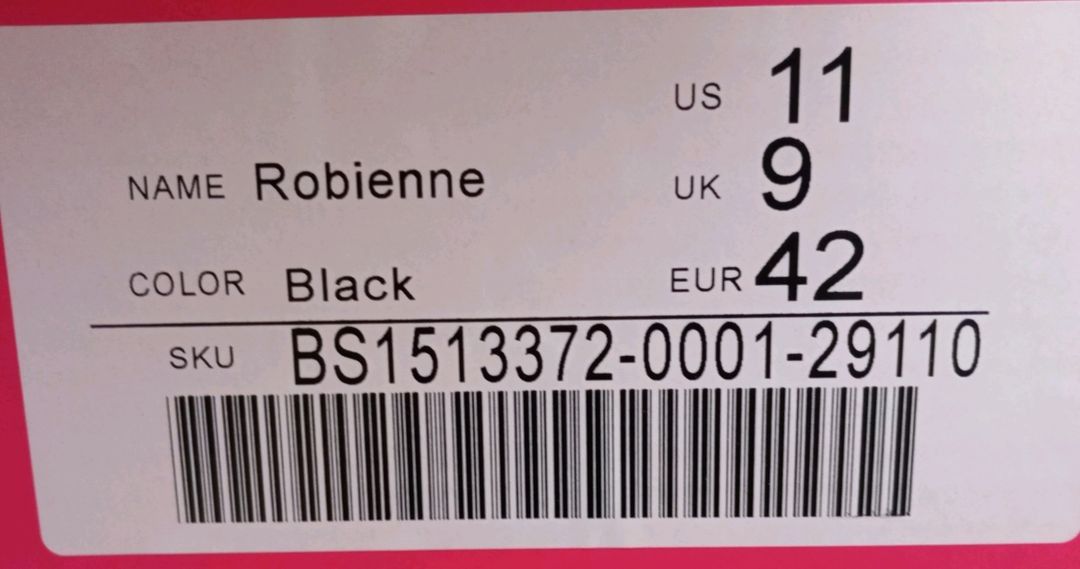 US 11
NAME Robienne UK 9
COLOR Black EUR 42
SKU BS1513372-0001-29110